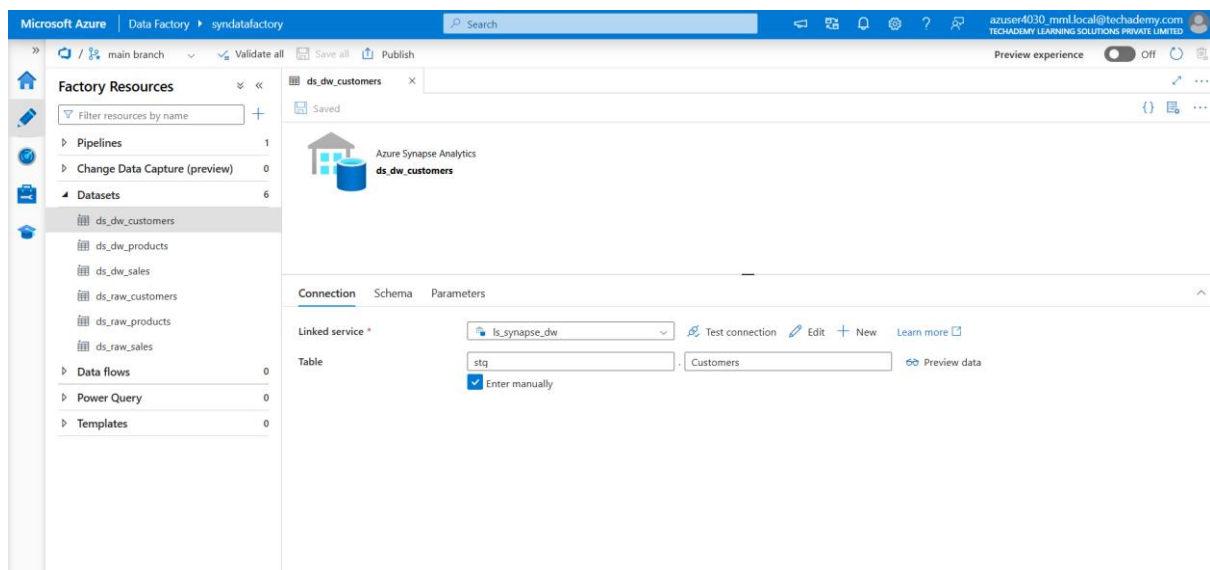 Microsoft Azure | Data Factory ▸ syndatafactory
Search
azuser4030_mml.local@techademy.com
TECHADEMY LEARNING SOLUTIONS PRIVATE LIMITED
» / main branch Validate all Save all Publish
Preview experience Off
Factory Resources
Filter resources by name
Pipelines 1
Change Data Capture (preview) 0
Datasets 6
ds_dw_customers
ds_dw_products
ds_dw_sales
ds_raw_customers
ds_raw_products
ds_raw_sales
Data flows 0
Power Query 0
Templates 0
ds_dw_customers
Saved
Azure Synapse Analytics
ds_dw_customers
Connection Schema Parameters
Linked service * ls_synapse_dw Test connection Edit New Learn more
Table stg . Customers Preview data
Enter manually